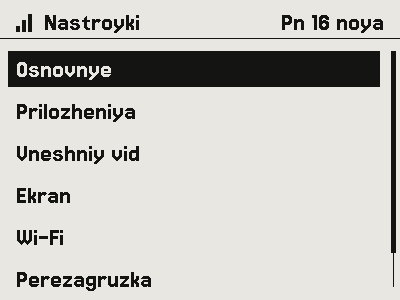 Nastroyki Pn 16 noya
Osnovnye
Prilozheniya
Vneshniy vid
Ekran
Wi-Fi
Perezagruzka